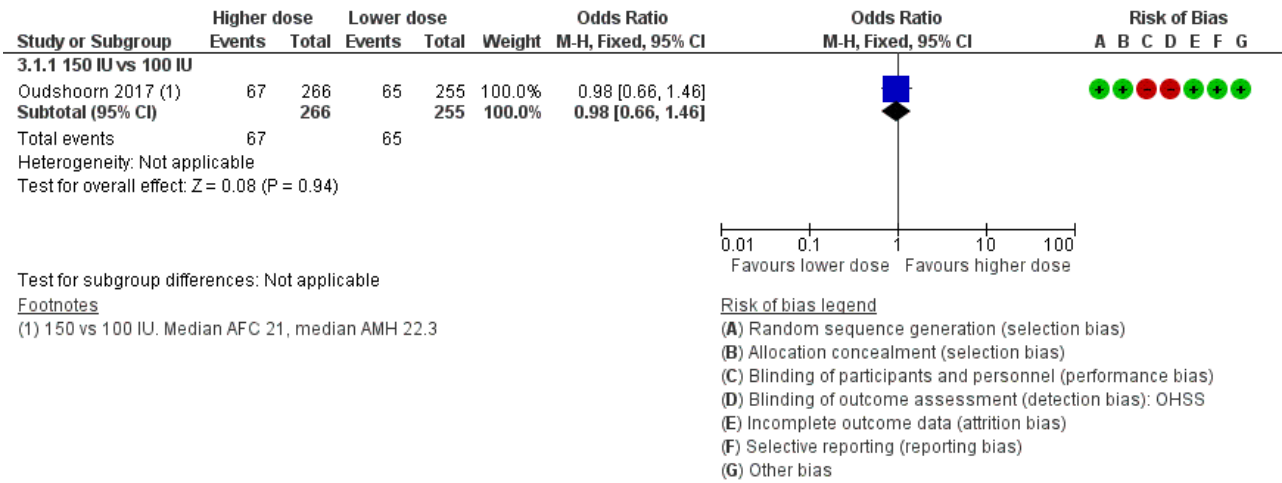 Higher dose Lower dose Odds Ratio Odds Ratio Risk of Bias
Study or Subgroup Events Total Events Total Weight M-H, Fixed, 95% CI M-H, Fixed, 95% CI A B C D E F G
3.1.1 150 IU vs 100 IU
Oudshoorn 2017 (1) 67 266 65 255 100.0% 0.98 [0.66, 1.46] + + - - + + +
Subtotal (95% CI) 266 255 100.0% 0.98 [0.66, 1.46]
Total events 67 65
Heterogeneity: Not applicable
Test for overall effect: Z = 0.08 (P = 0.94)
0.01 0.1 1 10 100
Favours lower dose Favours higher dose
Test for subgroup differences: Not applicable
Footnotes
(1) 150 vs 100 IU. Median AFC 21, median AMH 22.3
Risk of bias legend
(A) Random sequence generation (selection bias)
(B) Allocation concealment (selection bias)
(C) Blinding of participants and personnel (performance bias)
(D) Blinding of outcome assessment (detection bias): OHSS
(E) Incomplete outcome data (attrition bias)
(F) Selective reporting (reporting bias)
(G) Other bias